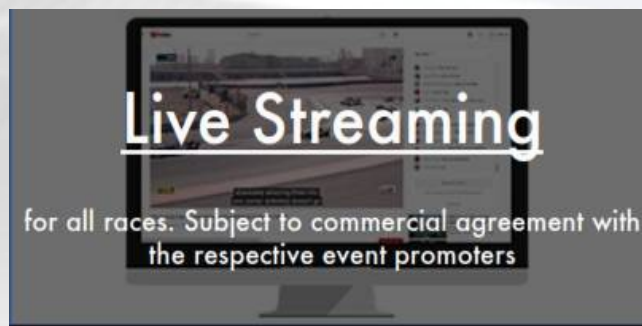 Live Streaming
for all races. Subject to commercial agreement with
the respective event promoters